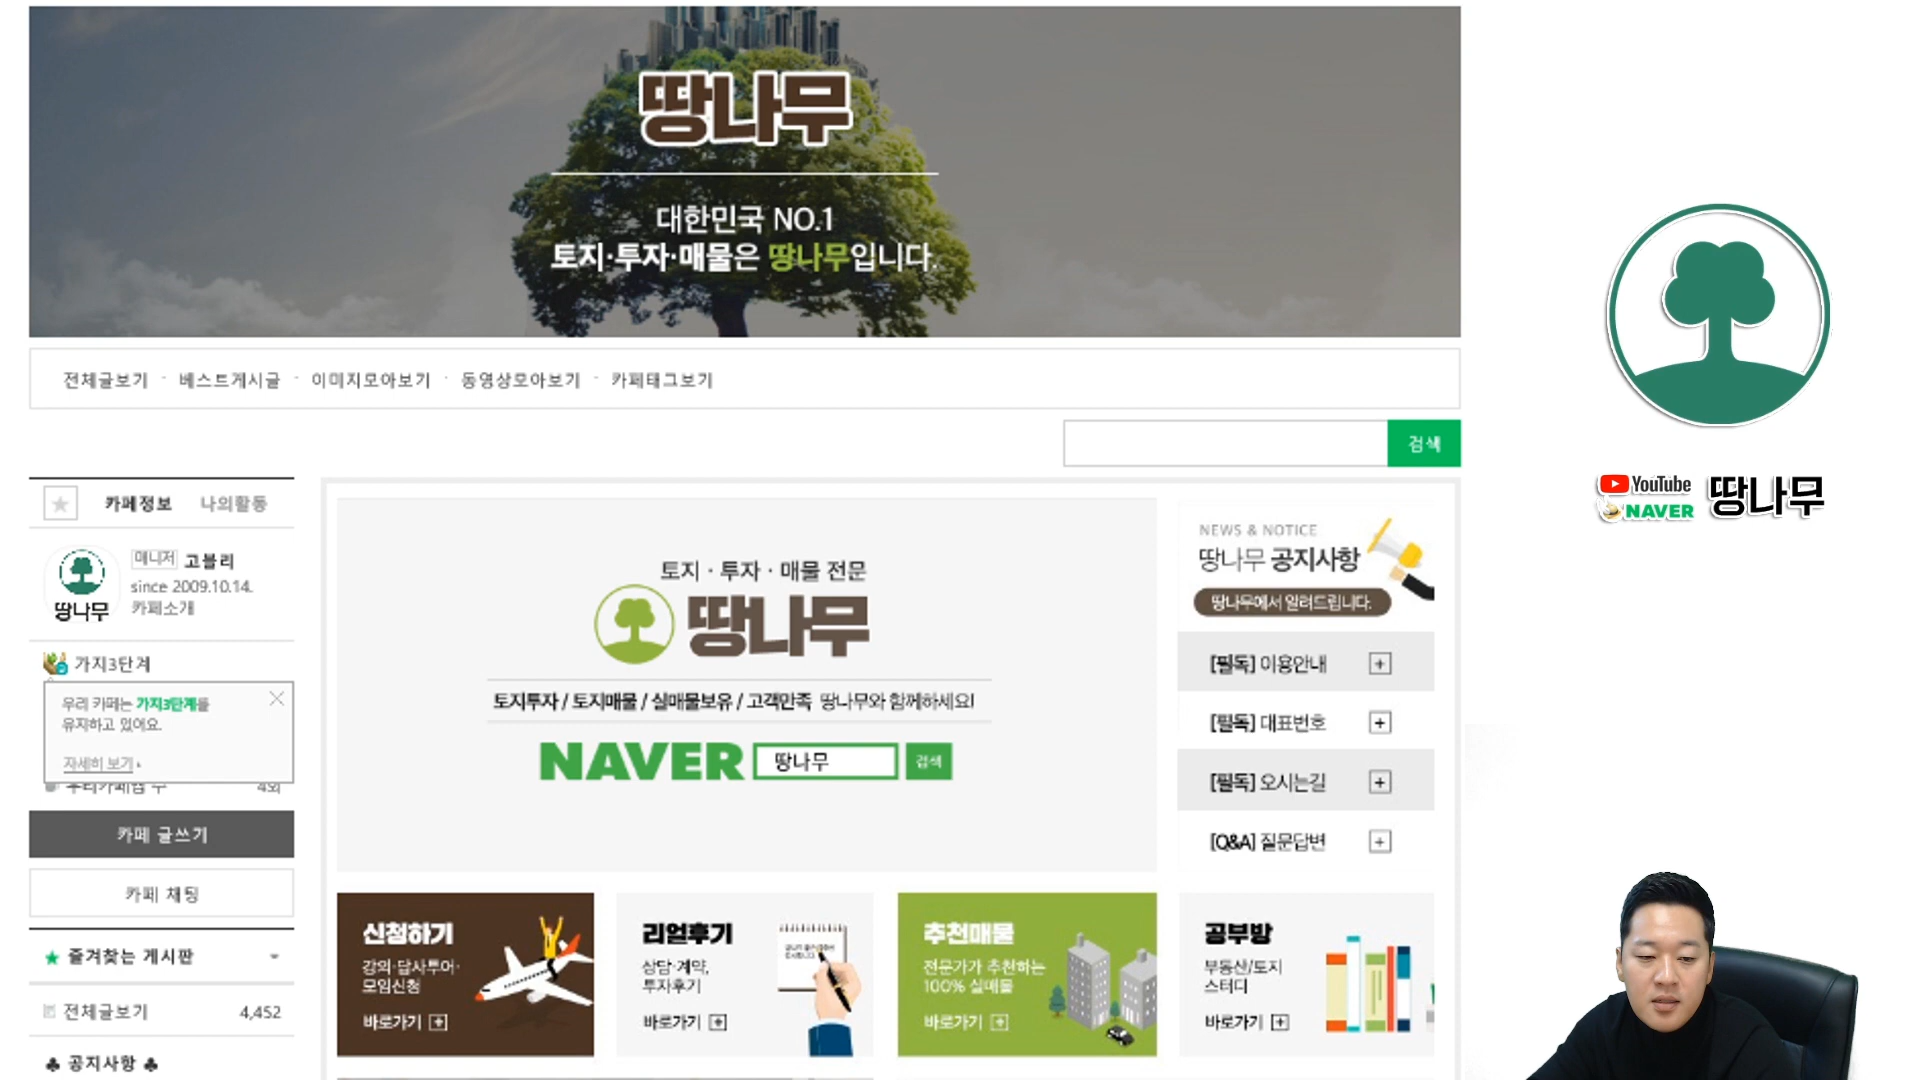 땅나무
대한민국 NO.1
토지·투자·매물은 땅나무입니다.
전체글보기 베스트게시글 이미지모아보기 동영상모아보기 카페태그보기
검색
카페정보 나의활동
매니저 고블리
since 2009.10.14.
카페소개
땅나무
가지3단계
우리 카페는 가지3단계를
유지하고 있어요.
자세히 보기
우리카페앱 수 4회
카페 글쓰기
카페 채팅
즐겨찾는 게시판
전체글보기 4,452
♣ 공지사항 ♣
토지 · 투자 · 매물 전문
땅나무
토지투자 / 토지매물 / 실매물보유 / 고객만족 땅나무와 함께하세요!
NAVER 땅나무 검색
NEWS & NOTICE
땅나무 공지사항
땅나무에서 알려드립니다.
[필독] 이용안내
[필독] 대표번호
[필독] 오시는길
[Q&A] 질문답변
신청하기
강의·답사투어·
모임신청
바로가기
리얼후기
상담·계약,
투자후기
바로가기
추천매물
전문가가 추천하는
100% 실매물
바로가기
공부방
부동산/토지
스터디
바로가기
YouTube
NAVER
땅나무